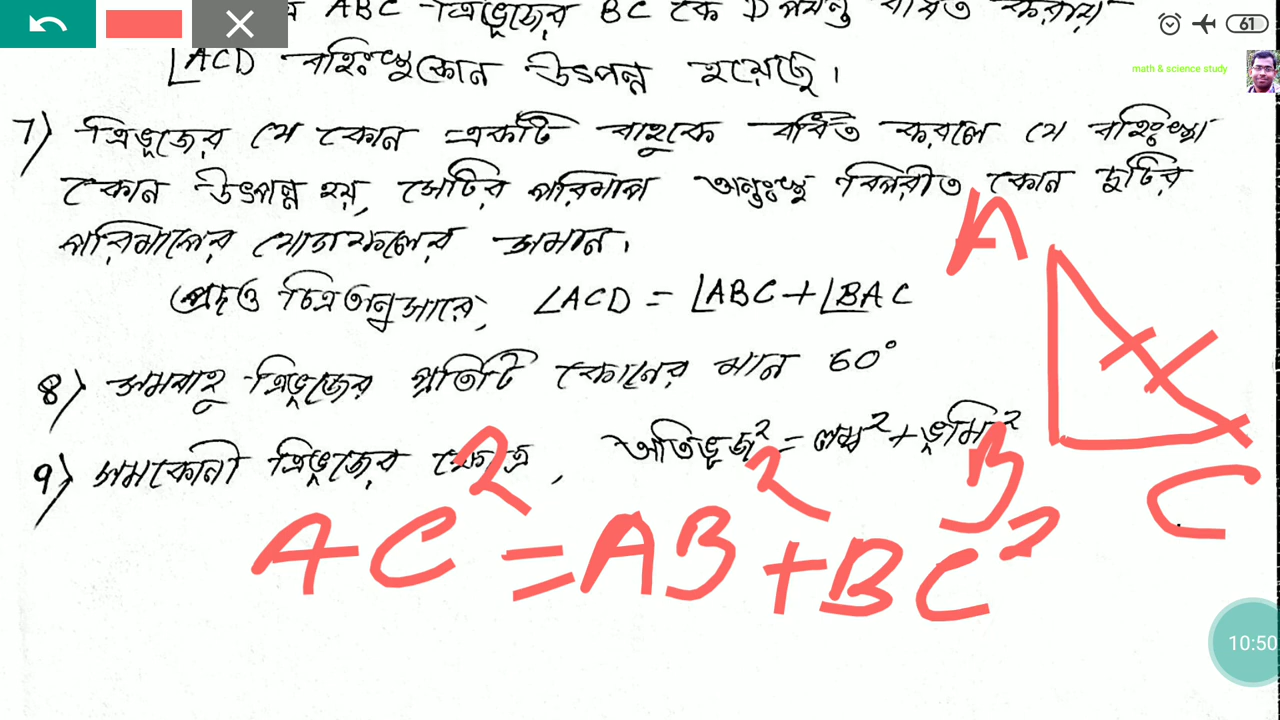 ABC ত্রিভূজের BC কে D পর্যন্ত বর্ধিত করায়
61
∠ACD বহিঃস্থকোন উৎপন্ন হয়েছে।
math & science study
7) ত্রিভূজের যে কোন একটি বাহুকে বর্ধিত করলে যে বহিঃস্থ
কোন উৎপন্ন হয়, সেটির পরিমাপ অন্তঃস্থ বিপরীত কোন দুটির
পরিমাপের যোগফলের সমান।
A
প্রদত্ত চিত্রঅনুসারে, ∠ACD = ∠ABC + ∠BAC
8) সমবাহু ত্রিভূজের প্রতিটি কোনের মান 60°
9) সমকোনী ত্রিভূজের ক্ষেত্রে, অতিভূজ² = লম্ব² + ভূমি²
B
C
AC² = AB² + BC²
10:50